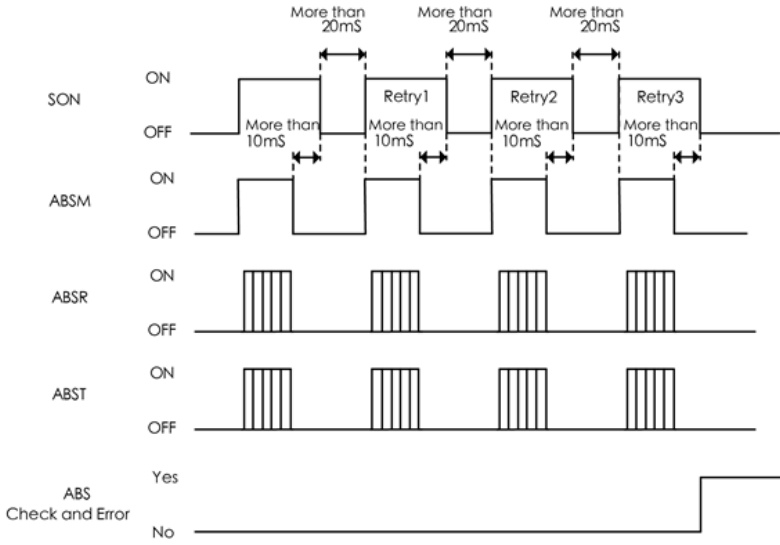 More than
20mS
More than
20mS
More than
20mS
SON
ON
OFF
Retry1
Retry2
Retry3
More than
10mS
More than
10mS
More than
10mS
More than
10mS
ABSM
ON
OFF
ABSR
ON
OFF
ABST
ON
OFF
ABS
Check and Error
Yes
No